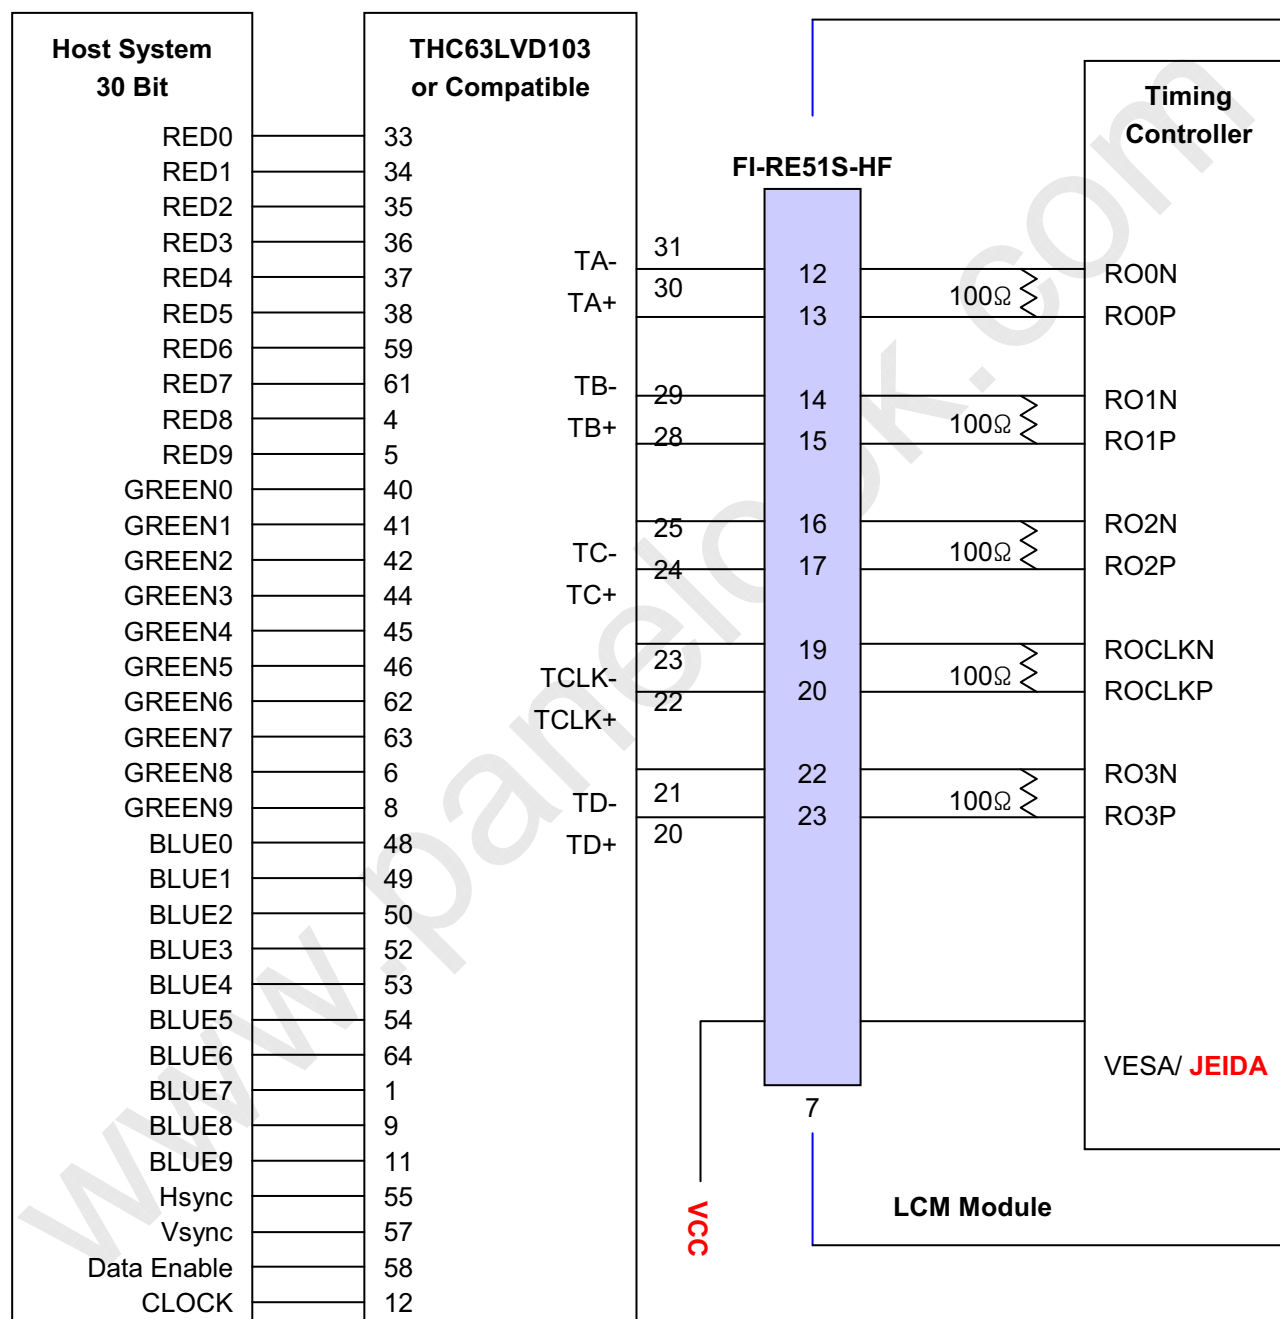 Host System
30 Bit
RED0
RED1
RED2
RED3
RED4
RED5
RED6
RED7
RED8
RED9
GREEN0
GREEN1
GREEN2
GREEN3
GREEN4
GREEN5
GREEN6
GREEN7
GREEN8
GREEN9
BLUE0
BLUE1
BLUE2
BLUE3
BLUE4
BLUE5
BLUE6
BLUE7
BLUE8
BLUE9
Hsync
Vsync
Data Enable
CLOCK
THC63LVD103
or Compatible
33
34
35
36
37
38
59
61
4
5
40
41
42
44
45
46
62
63
6
8
48
49
50
52
53
54
64
1
9
11
55
57
58
12
TA-
TA+
TB-
TB+
TC-
TC+
TCLK-
TCLK+
TD-
TD+
31
30
29
28
25
24
23
22
21
20
FI-RE51S-HF
12
13
14
15
16
17
19
20
22
23
7
100Ω
100Ω
100Ω
100Ω
100Ω
Timing
Controller
RO0N
RO0P
RO1N
RO1P
RO2N
RO2P
ROCLKN
ROCLKP
RO3N
RO3P
VESA/ JEIDA
VCC
LCM Module
www.panelook.com